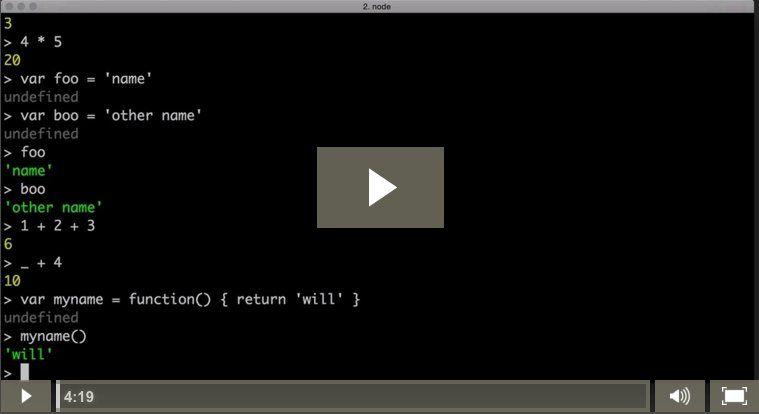 2. node
3
> 4 * 5
20
> var foo = 'name'
undefined
> var boo = 'other name'
undefined
> foo
'name'
> boo
'other name'
> 1 + 2 + 3
6
> _ + 4
10
> var myname = function() { return 'will' }
undefined
> myname()
'will'
>
4:19